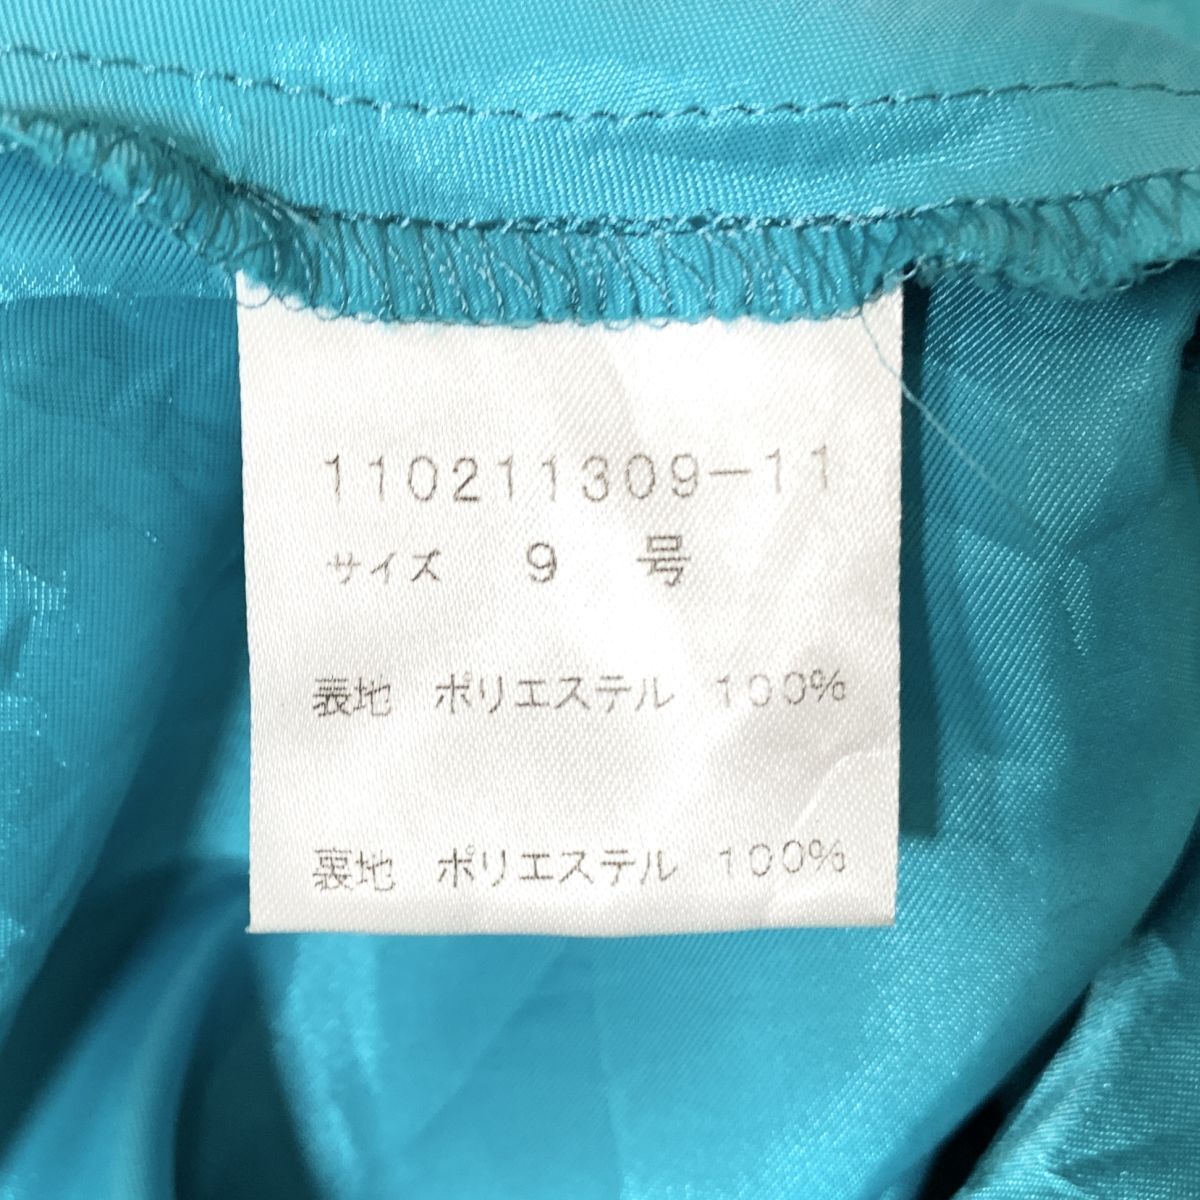 110211309-11
サイズ 9 号
表地 ポリエステル 100%
裏地 ポリエステル 100%